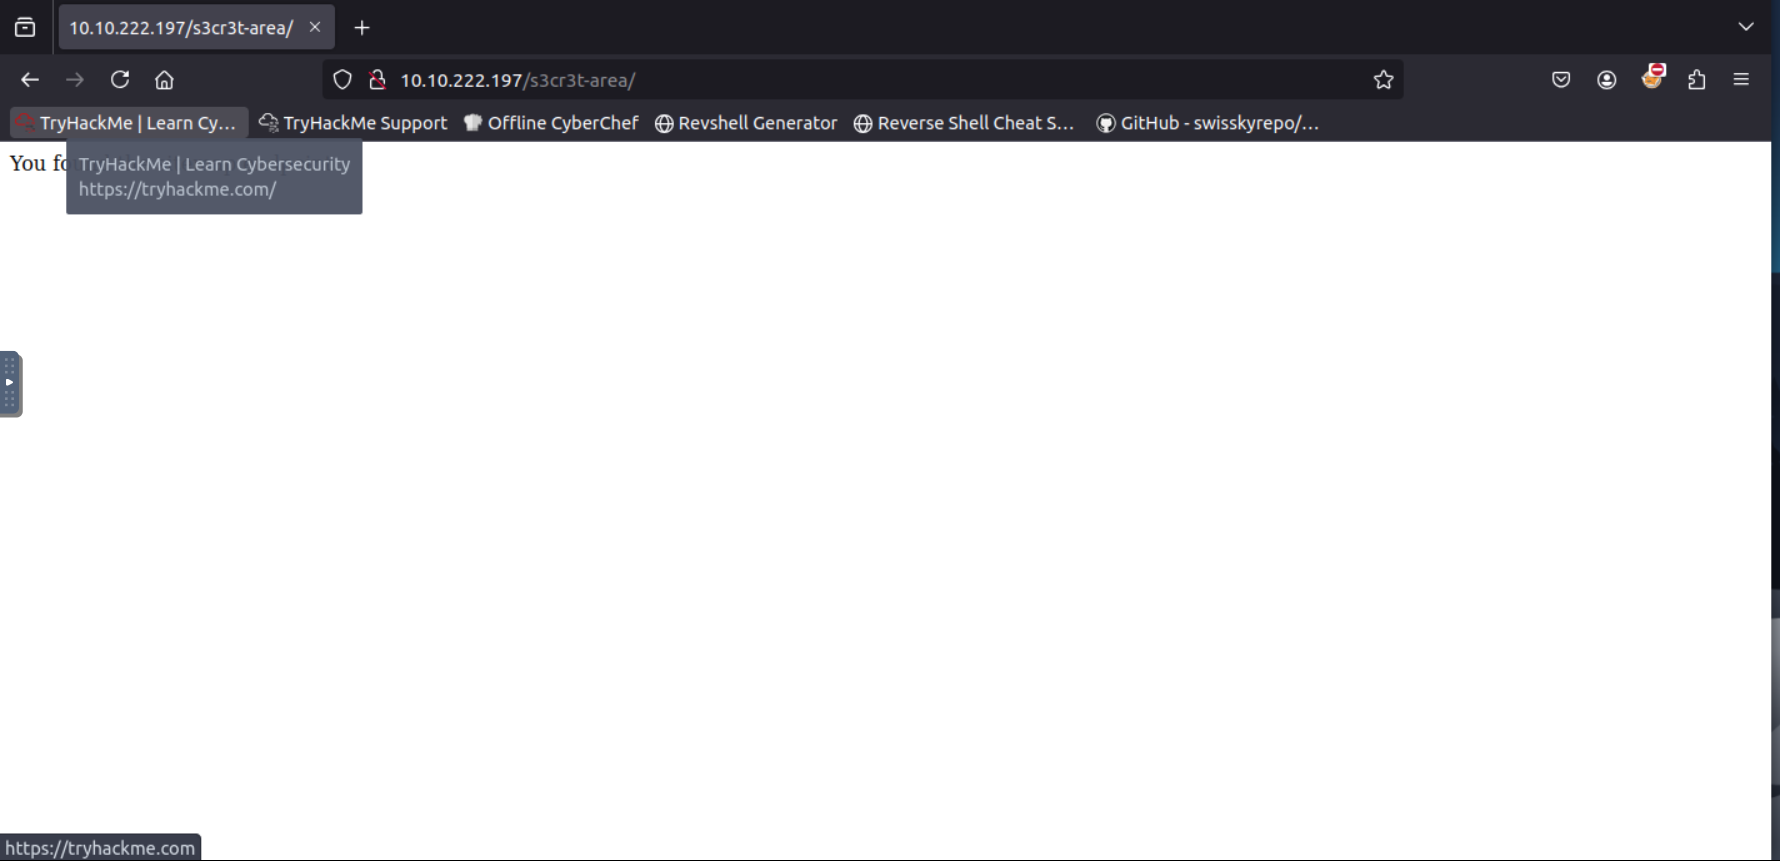 10.10.222.197/s3cr3t-area/
10.10.222.197/s3cr3t-area/
TryHackMe | Learn Cy... TryHackMe Support Offline CyberChef Revshell Generator Reverse Shell Cheat S... GitHub - swisskyrepo/...
You
TryHackMe | Learn Cybersecurity
https://tryhackme.com/
https://tryhackme.com